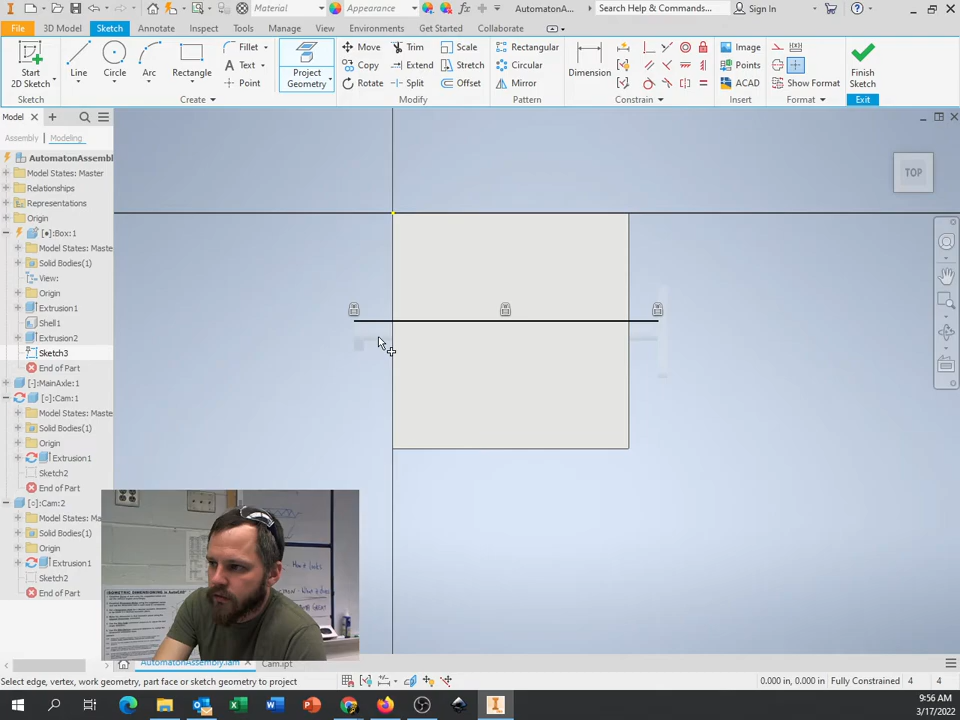 Material
Appearance
AutomatonA...
Search Help & Commands...
Sign In
File
3D Model
Sketch
Annotate
Inspect
Tools
Manage
View
Environments
Get Started
Collaborate
Start
2D Sketch
Line
Circle
Arc
Rectangle
Fillet
Text
Point
Project
Geometry
Move
Copy
Rotate
Trim
Extend
Split
Scale
Stretch
Offset
Rectangular
Circular
Mirror
Dimension
Image
Points
ACAD
Show Format
Finish
Sketch
Sketch
Create
Modify
Pattern
Constrain
Insert
Format
Exit
Model
Assembly
Modeling
AutomatonAssembl
Model States: Master
Relationships
Representations
Origin
[●]:Box:1
Model States: Maste
Solid Bodies(1)
View:
Origin
Extrusion1
Shell1
Extrusion2
Sketch3
End of Part
[-]:MainAxle:1
[○]:Cam:1
Model States: Master
Solid Bodies(1)
Origin
Extrusion1
Sketch2
End of Part
[○]:Cam:2
Model States: Ma
Solid Bodies(1)
Origin
Extrusion1
Sketch2
End of Part
TOP
How it looks
AutomatonAssembly.iam
Cam.ipt
Select edge, vertex, work geometry, part face or sketch geometry to project
0.000 in, 0.000 in
Fully Constrained
4
4
9:56 AM
3/17/2022